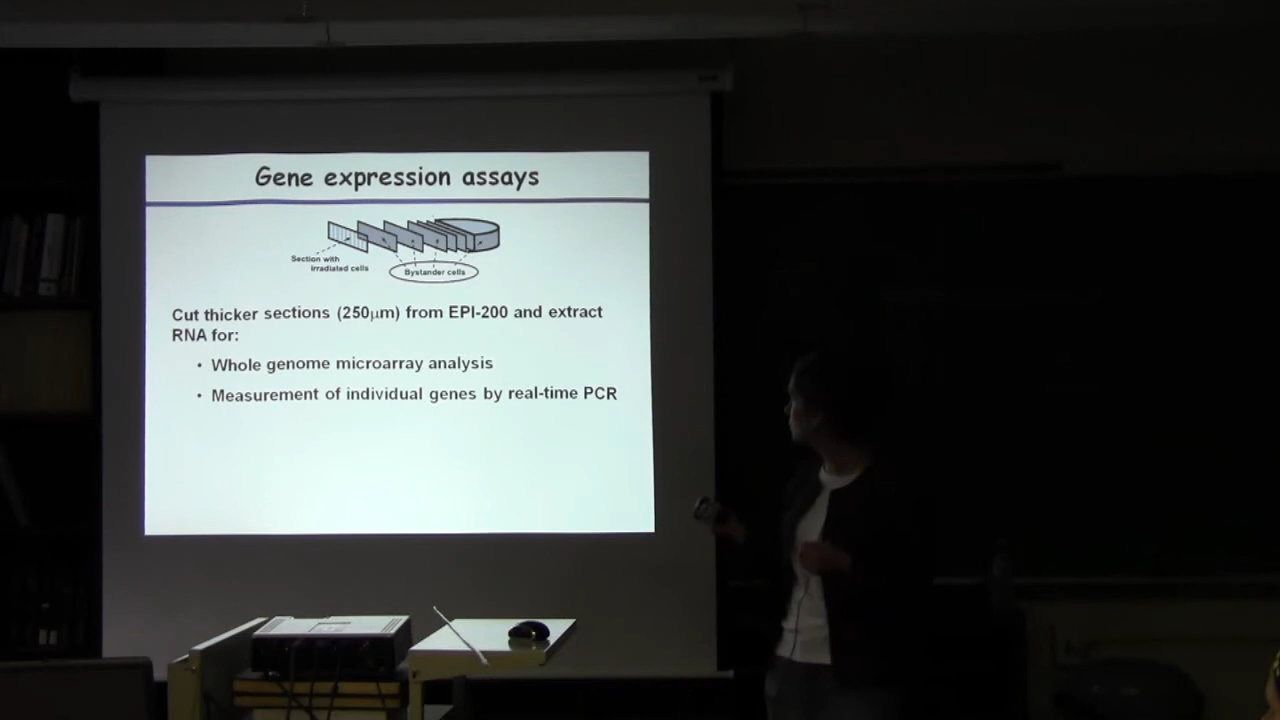 Gene expression assays
Section with
irradiated cells
Bystander cells
Cut thicker sections (250μm) from EPI-200 and extract
RNA for:
• Whole genome microarray analysis
• Measurement of individual genes by real-time PCR